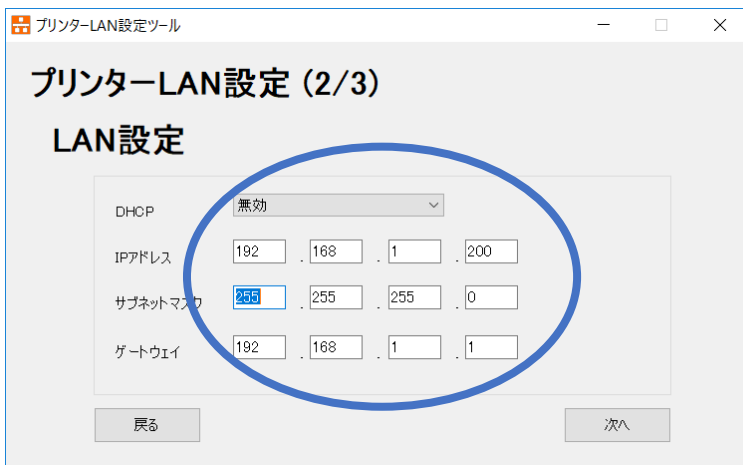 プリンターLAN設定ツール
プリンターLAN設定 (2/3)
LAN設定
DHCP 無効
IPアドレス 192 . 168 . 1 . 200
サブネットマスク 255 . 255 . 255 . 0
ゲートウェイ 192 . 168 . 1 . 1
戻る 次へ